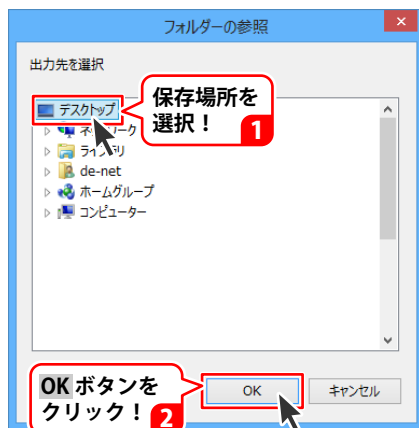 フォルダーの参照
出力先を選択
デスクトップ
保存場所を
選択！
1
ライブラリ
de-net
ホームグループ
コンピューター
OKボタンを
クリック！
2
OK
キャンセル